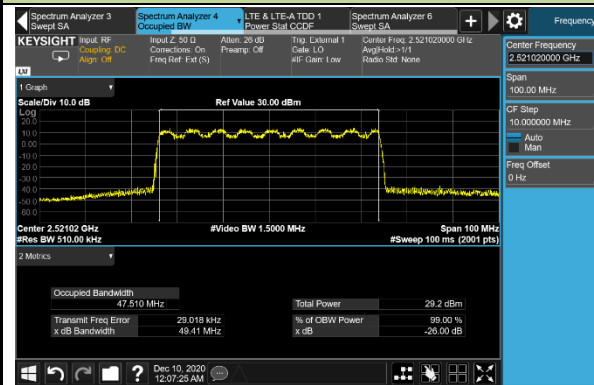 Spectrum Analyzer 3
Swept SA
Spectrum Analyzer 4
Occupied BW
LTE & LTE-A TDD 1
Power Stat CCDF
Spectrum Analyzer 6
Swept SA
+
Frequency
KEYSIGHT
Input: RF
Coupling: DC
Align: Off
Input Z: 50 Ω
Corrections: On
Freq Ref: Ext (S)
Atten: 26 dB
Preamp: Off
Trig: External 1
Gate: LO
#IF Gain: Low
Center Freq: 2.521020000 GHz
Avg|Hold:>1/1
Radio Std: None
LXI
Center Frequency
2.521020000 GHz
Span
100.00 MHz
CF Step
10.000000 MHz
Auto
Man
Freq Offset
0 Hz
1 Graph
Scale/Div 10.0 dB
Ref Value 30.00 dBm
Log
20.0
10.0
0.00
-10.0
-20.0
-30.0
-40.0
-50.0
-60.0
Center 2.52102 GHz
#Video BW 1.5000 MHz
Span 100 MHz
#Res BW 510.00 kHz
#Sweep 100 ms (2001 pts)
2 Metrics
Occupied Bandwidth
47.510 MHz
Total Power 29.2 dBm
Transmit Freq Error 29.018 kHz
% of OBW Power 99.00 %
x dB Bandwidth 49.41 MHz
x dB -26.00 dB
?
Dec 10, 2020
12:07:25 AM